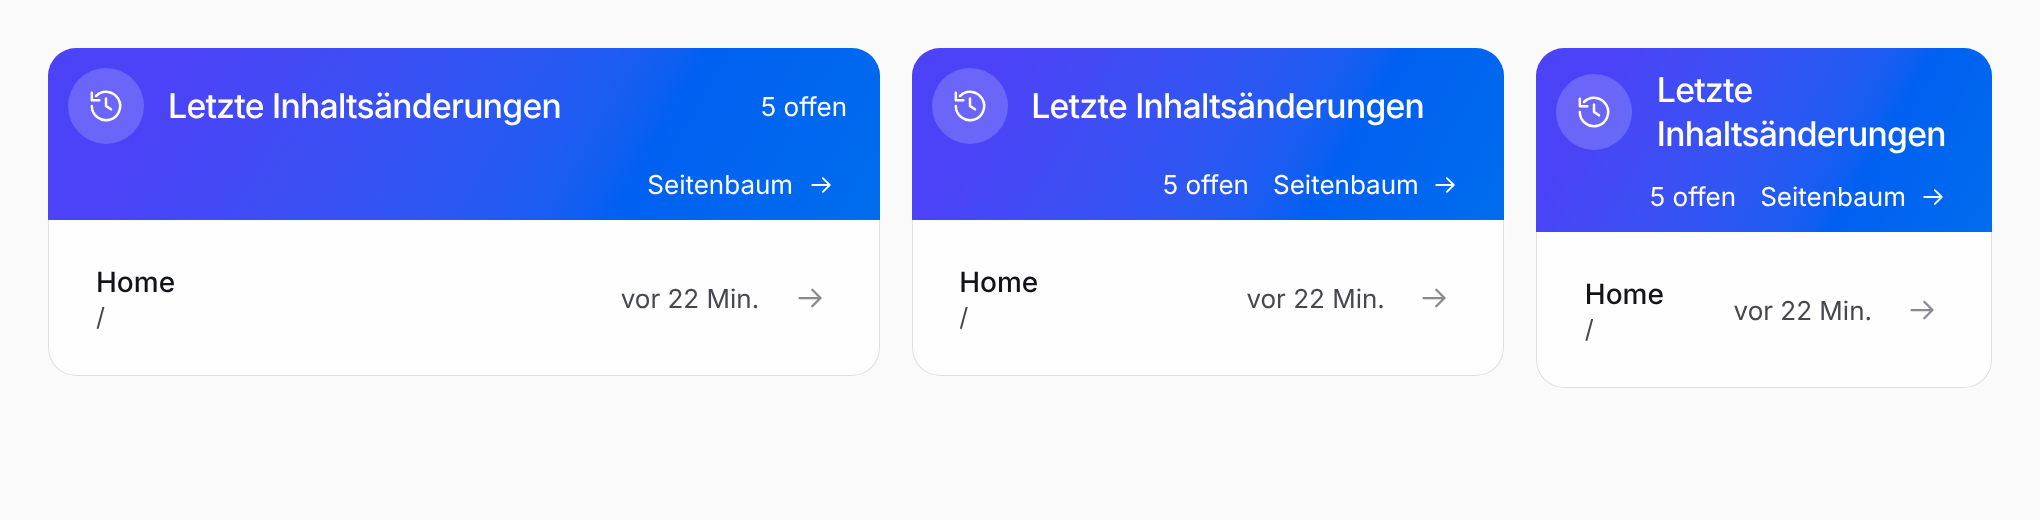 Letzte Inhaltsänderungen
5 offen
Seitenbaum
Home
/
vor 22 Min.
Letzte Inhaltsänderungen
5 offen Seitenbaum
Home
/
vor 22 Min.
Letzte
Inhaltsänderungen
5 offen Seitenbaum
Home
/
vor 22 Min.